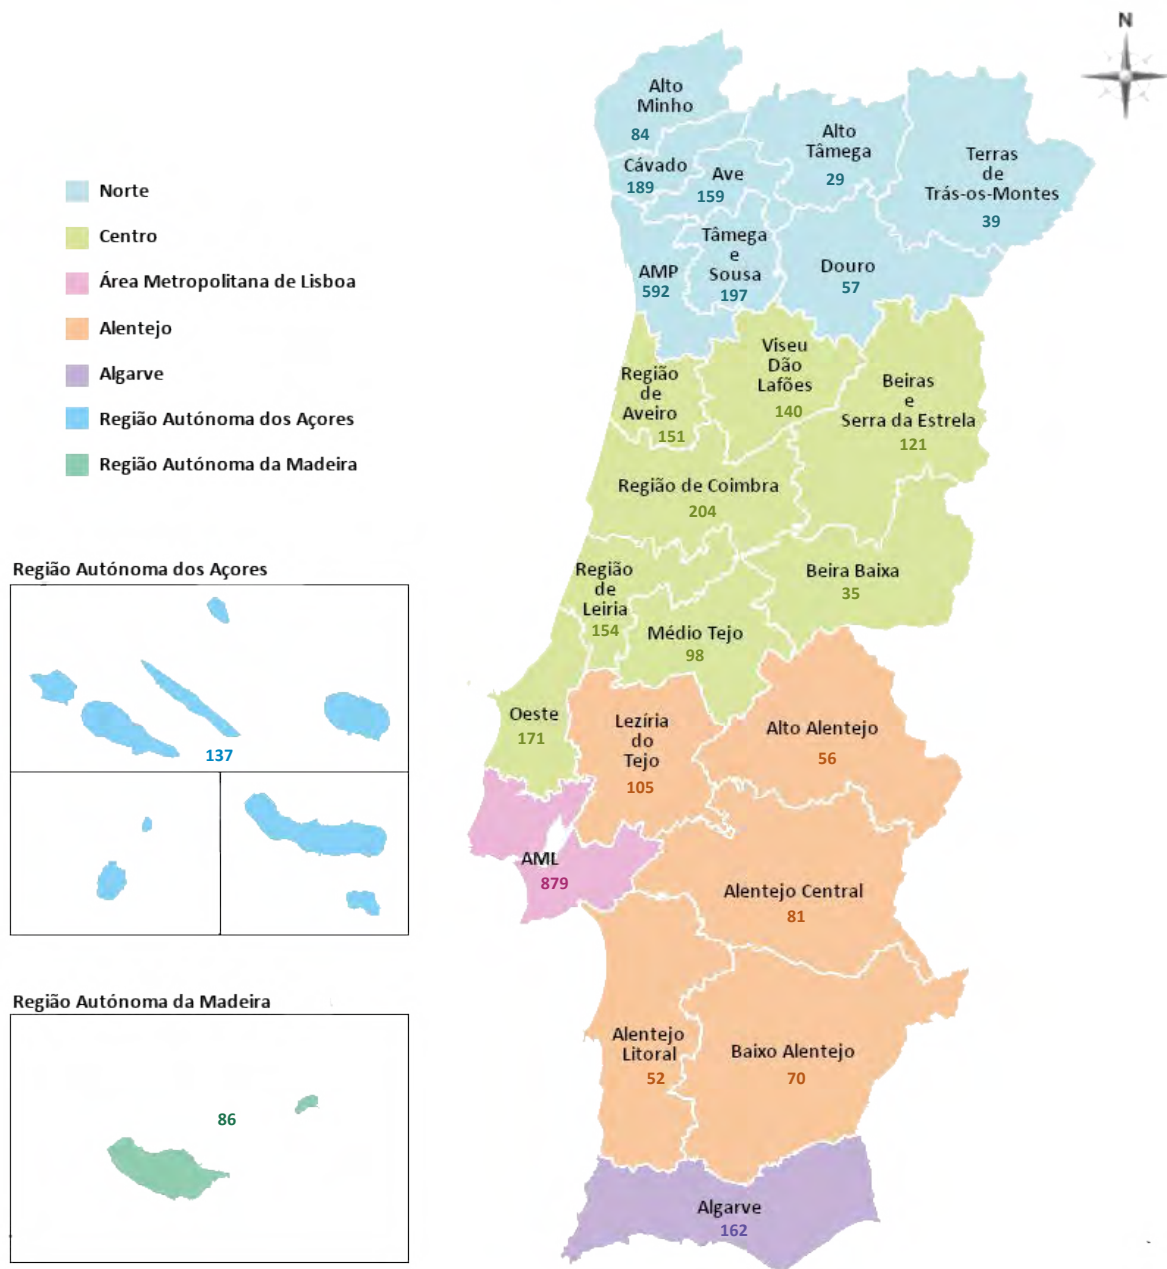 N
Norte
Centro
Área Metropolitana de Lisboa
Alentejo
Algarve
Região Autónoma dos Açores
Região Autónoma da Madeira
Alto
Minho
84
Cávado
189
Ave
159
Alto
Tâmega
29
Terras
de
Trás-os-Montes
39
AMP
592
Tâmega
e
Sousa
197
Douro
57
Região
de
Aveiro
151
Viseu
Dão
Lafões
140
Beiras
e
Serra da Estrela
121
Região de Coimbra
204
Região
de
Leiria
154
Médio Tejo
98
Beira Baixa
35
Oeste
171
Lezíria
do
Tejo
105
Alto Alentejo
56
AML
879
Alentejo Central
81
Alentejo
Litoral
52
Baixo Alentejo
70
Algarve
162
Região Autónoma dos Açores
137
Região Autónoma da Madeira
86